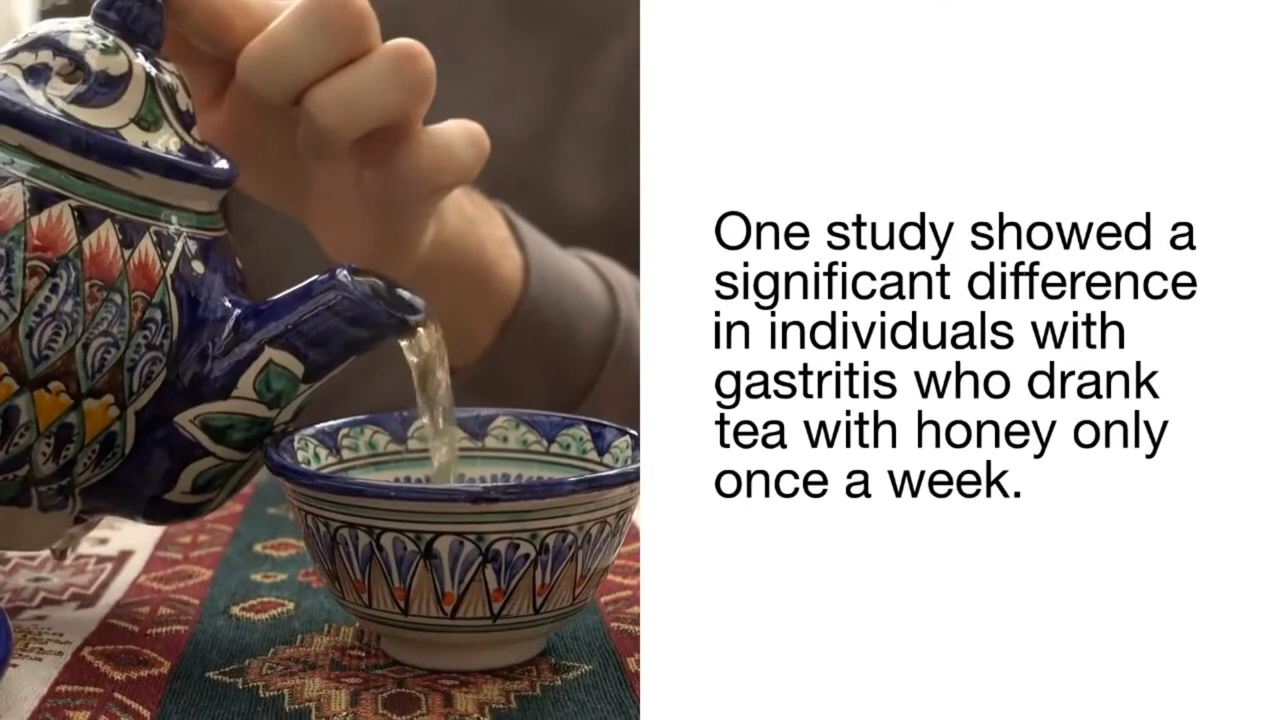 One study showed a
significant difference
in individuals with
gastritis who drank
tea with honey only
once a week.